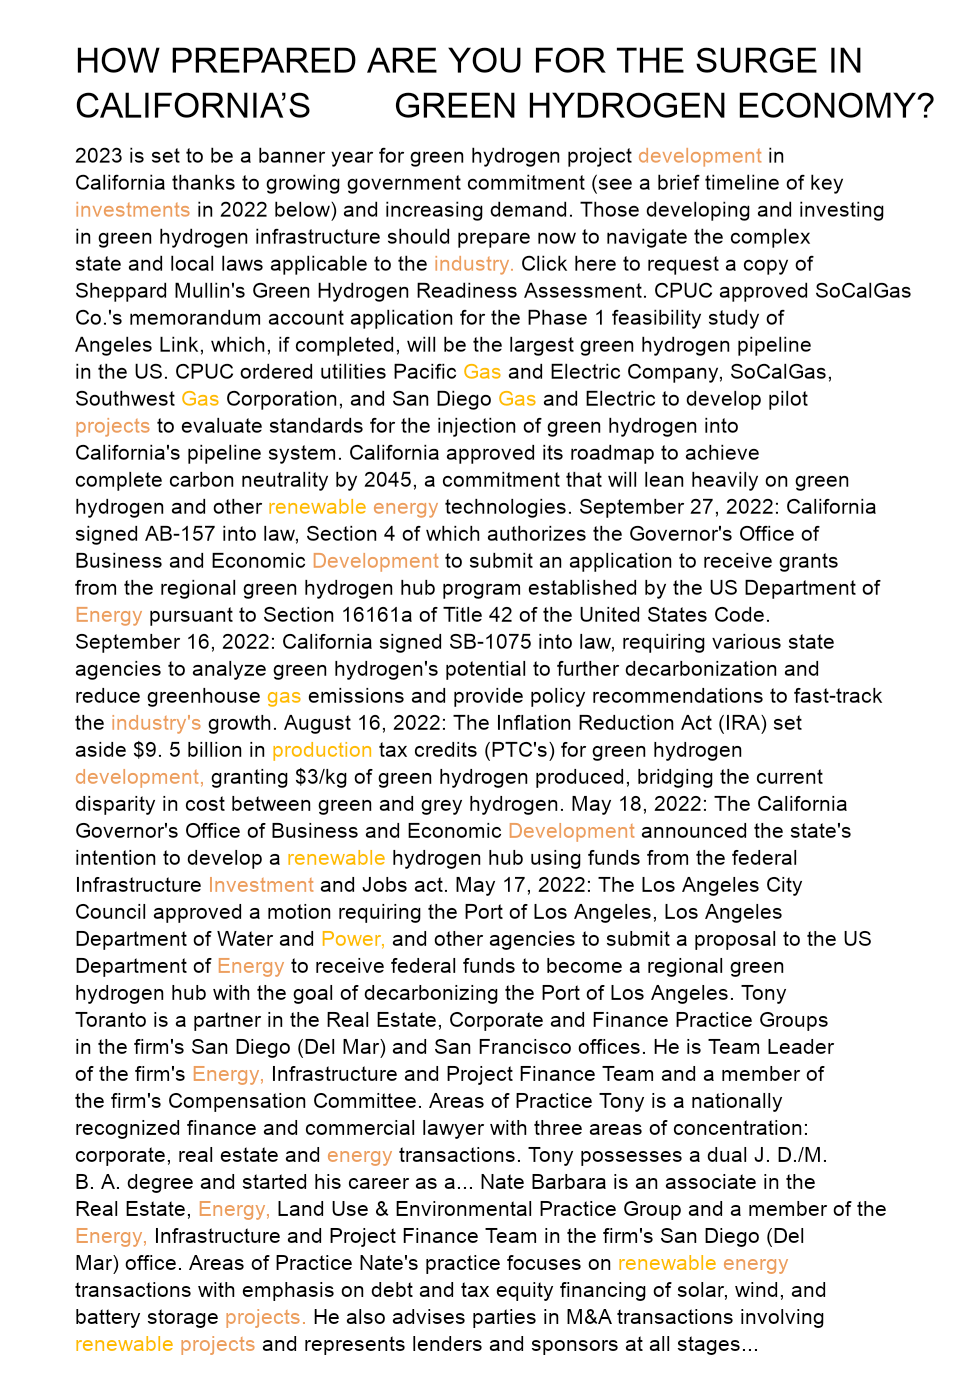 HOW PREPARED ARE YOU FOR THE SURGE IN
CALIFORNIA’S GREEN HYDROGEN ECONOMY?
2023 is set to be a banner year for green hydrogen project development in
California thanks to growing government commitment (see a brief timeline of key
investments in 2022 below) and increasing demand. Those developing and investing
in green hydrogen infrastructure should prepare now to navigate the complex
state and local laws applicable to the industry. Click here to request a copy of
Sheppard Mullin's Green Hydrogen Readiness Assessment. CPUC approved SoCalGas
Co.'s memorandum account application for the Phase 1 feasibility study of
Angeles Link, which, if completed, will be the largest green hydrogen pipeline
in the US. CPUC ordered utilities Pacific Gas and Electric Company, SoCalGas,
Southwest Gas Corporation, and San Diego Gas and Electric to develop pilot
projects to evaluate standards for the injection of green hydrogen into
California's pipeline system. California approved its roadmap to achieve
complete carbon neutrality by 2045, a commitment that will lean heavily on green
hydrogen and other renewable energy technologies. September 27, 2022: California
signed AB-157 into law, Section 4 of which authorizes the Governor's Office of
Business and Economic Development to submit an application to receive grants
from the regional green hydrogen hub program established by the US Department of
Energy pursuant to Section 16161a of Title 42 of the United States Code.
September 16, 2022: California signed SB-1075 into law, requiring various state
agencies to analyze green hydrogen's potential to further decarbonization and
reduce greenhouse gas emissions and provide policy recommendations to fast-track
the industry's growth. August 16, 2022: The Inflation Reduction Act (IRA) set
aside $9. 5 billion in production tax credits (PTC's) for green hydrogen
development, granting $3/kg of green hydrogen produced, bridging the current
disparity in cost between green and grey hydrogen. May 18, 2022: The California
Governor's Office of Business and Economic Development announced the state's
intention to develop a renewable hydrogen hub using funds from the federal
Infrastructure Investment and Jobs act. May 17, 2022: The Los Angeles City
Council approved a motion requiring the Port of Los Angeles, Los Angeles
Department of Water and Power, and other agencies to submit a proposal to the US
Department of Energy to receive federal funds to become a regional green
hydrogen hub with the goal of decarbonizing the Port of Los Angeles. Tony
Toranto is a partner in the Real Estate, Corporate and Finance Practice Groups
in the firm's San Diego (Del Mar) and San Francisco offices. He is Team Leader
of the firm's Energy, Infrastructure and Project Finance Team and a member of
the firm's Compensation Committee. Areas of Practice Tony is a nationally
recognized finance and commercial lawyer with three areas of concentration:
corporate, real estate and energy transactions. Tony possesses a dual J. D./M.
B. A. degree and started his career as a... Nate Barbara is an associate in the
Real Estate, Energy, Land Use & Environmental Practice Group and a member of the
Energy, Infrastructure and Project Finance Team in the firm's San Diego (Del
Mar) office. Areas of Practice Nate's practice focuses on renewable energy
transactions with emphasis on debt and tax equity financing of solar, wind, and
battery storage projects. He also advises parties in M&A transactions involving
renewable projects and represents lenders and sponsors at all stages...